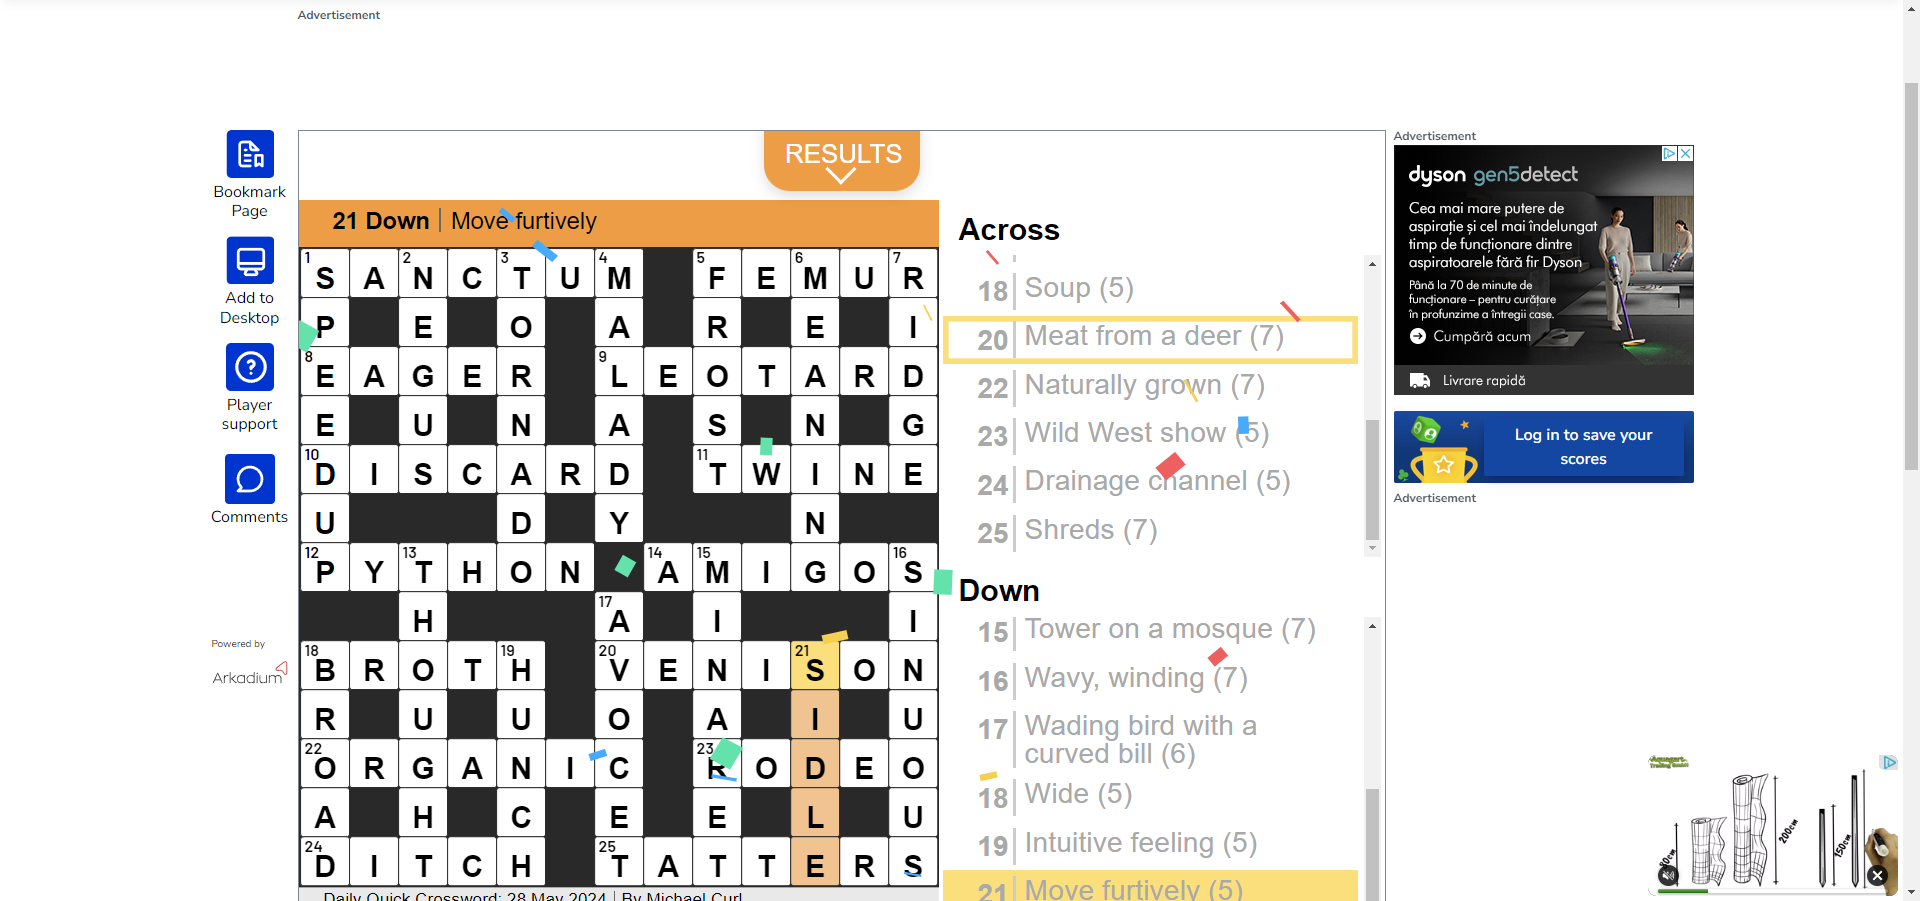 Advertisement
Bookmark
Page
Add to
Desktop
Player
support
Comments
Powered by
Arkadium
RESULTS
21 Down | Move furtively
1 2 3 4 5 6 7
S A N C T U M F E M U R
P E O A R E I
8 9
E A G E R L E O T A R D
E U N A S N G
10 11
D I S C A R D T W I N E
U D Y N
12 13 14 15 16
P Y T H O N A M I G O S
17
H A I I
18 19 20 21
B R O T H V E N I S O N
R U U O A I U
22 23
O R G A N I C R O D E O
A H C E E L U
24 25
D I T C H T A T T E R S
Daily Quick Crossword: 28 May 2024 | By Michael Curl
Across
18 Soup (5)
20 Meat from a deer (7)
22 Naturally grown (7)
23 Wild West show (5)
24 Drainage channel (5)
25 Shreds (7)
Down
15 Tower on a mosque (7)
16 Wavy, winding (7)
17 Wading bird with a
curved bill (6)
18 Wide (5)
19 Intuitive feeling (5)
21 Move furtively (5)
Advertisement
dyson gen5detect
Cea mai mare putere de
aspirație și cel mai îndelungat
timp de funcționare dintre
aspiratoarele fără fir Dyson
Până la 70 de minute de
funcționare – pentru curățare
în profunzime a întregii case.
Cumpără acum
Livrare rapidă
Log in to save your
scores
Advertisement
80cm
200cm
150cm